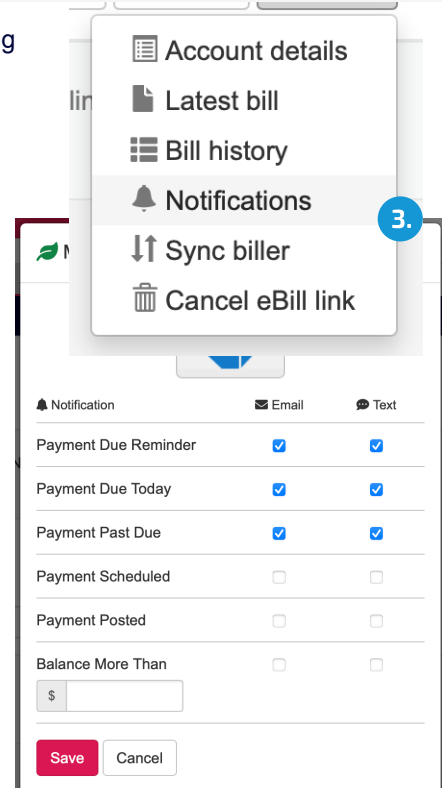 g
Account details
lin
Latest bill
Bill history
Notifications
3.
Sync biller
Cancel eBill link
Notification Email Text
Payment Due Reminder
Payment Due Today
Payment Past Due
Payment Scheduled
Payment Posted
Balance More Than
$
Save Cancel